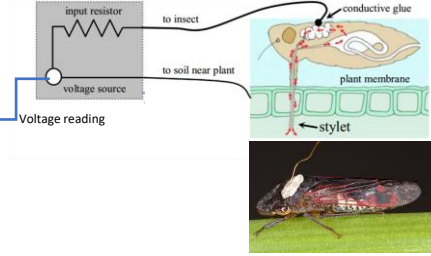 input resistor
to insect
conductive glue
to soil near plant
plant membrane
voltage source
Voltage reading
stylet